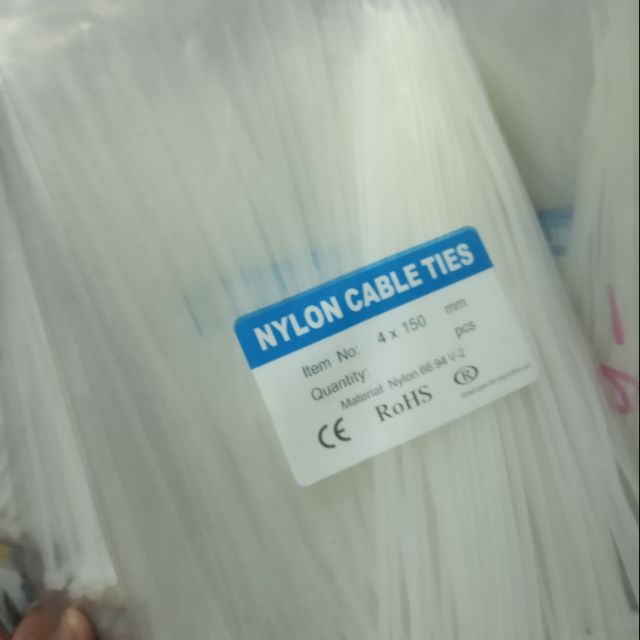 NYLON CABLE TIES
Item No: 4 x 150 mm
Quantity: pcs
Material: Nylon 66 94 V-2
CE RoHS